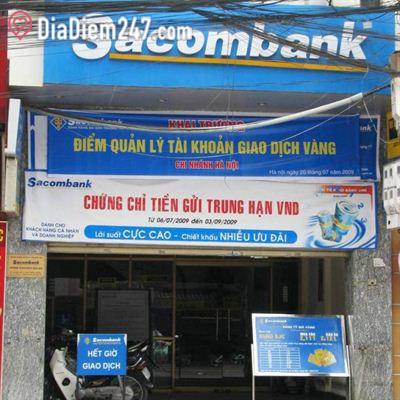 DiaDiem247.com
Sacombank
Sacombank
KHAI TRƯƠNG
ĐIỂM QUẢN LÝ TÀI KHOẢN GIAO DỊCH VÀNG
CHI NHÁNH HÀ NỘI
Hà nội, ngày 20 tháng 07 năm 2009
Sacombank
CHỨNG CHỈ TIỀN GỬI TRUNG HẠN VND
Từ 06/07/2009 đến 03/09/2009
DÀNH CHO
KHÁCH HÀNG CÁ NHÂN
VÀ DOANH NGHIỆP
Lãi suất CỰC CAO - Chiết khấu NHIỀU ƯU ĐÃI
Sacombank
HẾT GIỜ
GIAO DỊCH
Sacombank